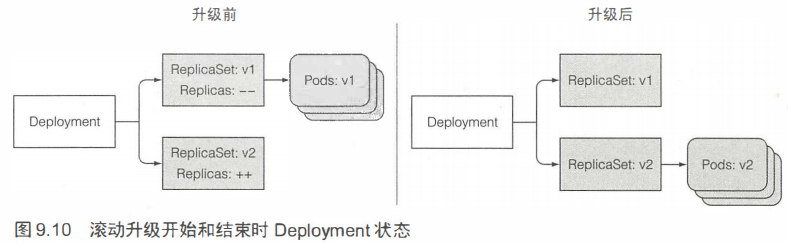 升级前
升级后
Deployment
ReplicaSet: v1
Replicas: −−
Pods: v1
ReplicaSet: v2
Replicas: ++
Deployment
ReplicaSet: v1
ReplicaSet: v2
Pods: v2
图 9.10 滚动升级开始和结束时 Deployment 状态